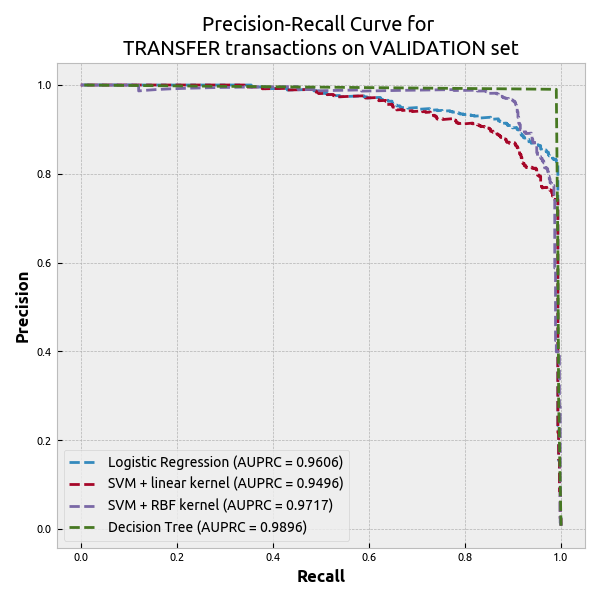 Precision-Recall Curve for
TRANSFER transactions on VALIDATION set
1.0
0.8
0.6
0.4
0.2
0.0
Precision
Logistic Regression (AUPRC = 0.9606)
SVM + linear kernel (AUPRC = 0.9496)
SVM + RBF kernel (AUPRC = 0.9717)
Decision Tree (AUPRC = 0.9896)
0.0 0.2 0.4 0.6 0.8 1.0
Recall